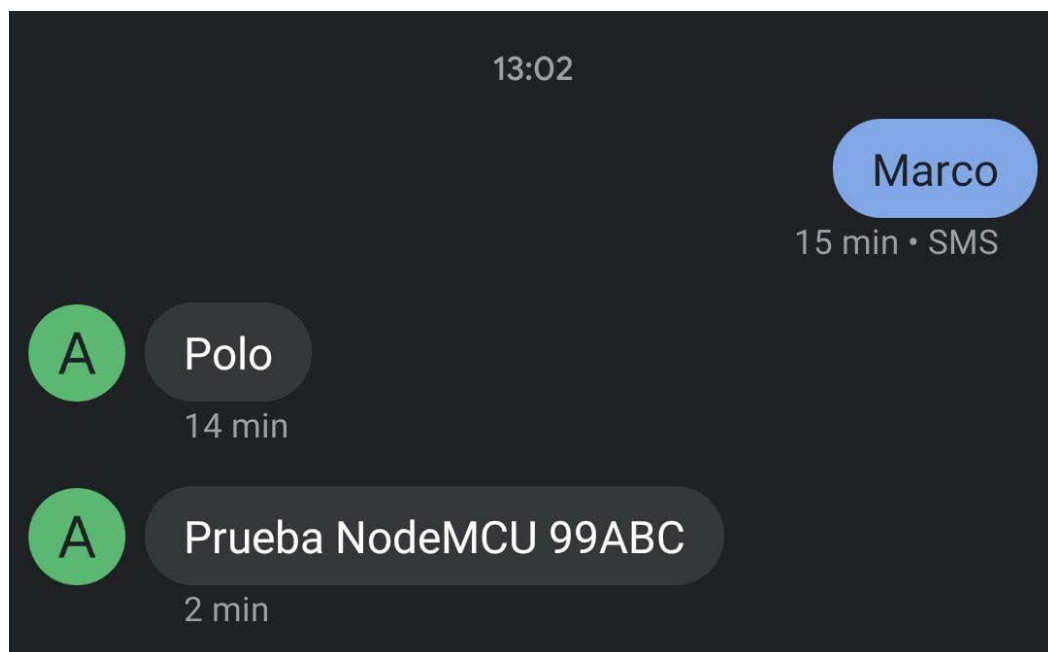 13:02
Marco
15 min • SMS
A
Polo
14 min
A
Prueba NodeMCU 99ABC
2 min